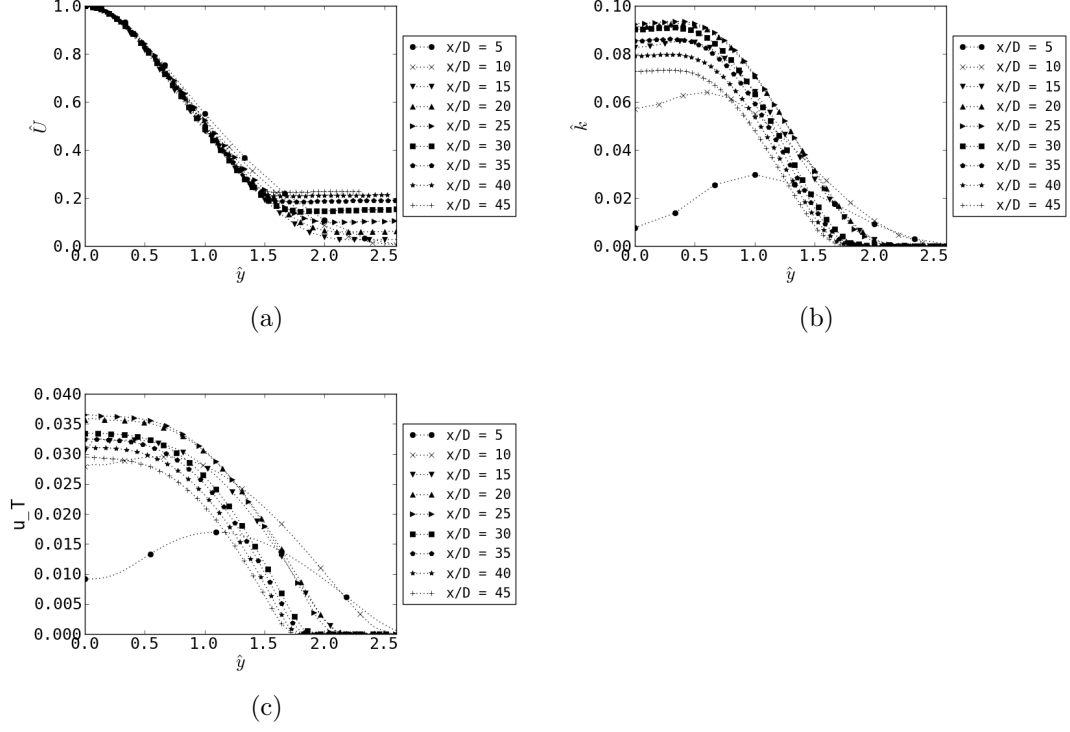 1.0
0.8
0.6
0.4
0.2
0.0
Û
0.0 0.5 1.0 1.5 2.0 2.5
ŷ
x/D = 5
x/D = 10
x/D = 15
x/D = 20
x/D = 25
x/D = 30
x/D = 35
x/D = 40
x/D = 45
(a)
0.10
0.08
0.06
0.04
0.02
0.00
k̂
0.0 0.5 1.0 1.5 2.0 2.5
ŷ
x/D = 5
x/D = 10
x/D = 15
x/D = 20
x/D = 25
x/D = 30
x/D = 35
x/D = 40
x/D = 45
(b)
0.040
0.035
0.030
0.025
0.020
0.015
0.010
0.005
0.000
u_T
0.0 0.5 1.0 1.5 2.0 2.5
ŷ
x/D = 5
x/D = 10
x/D = 15
x/D = 20
x/D = 25
x/D = 30
x/D = 35
x/D = 40
x/D = 45
(c)